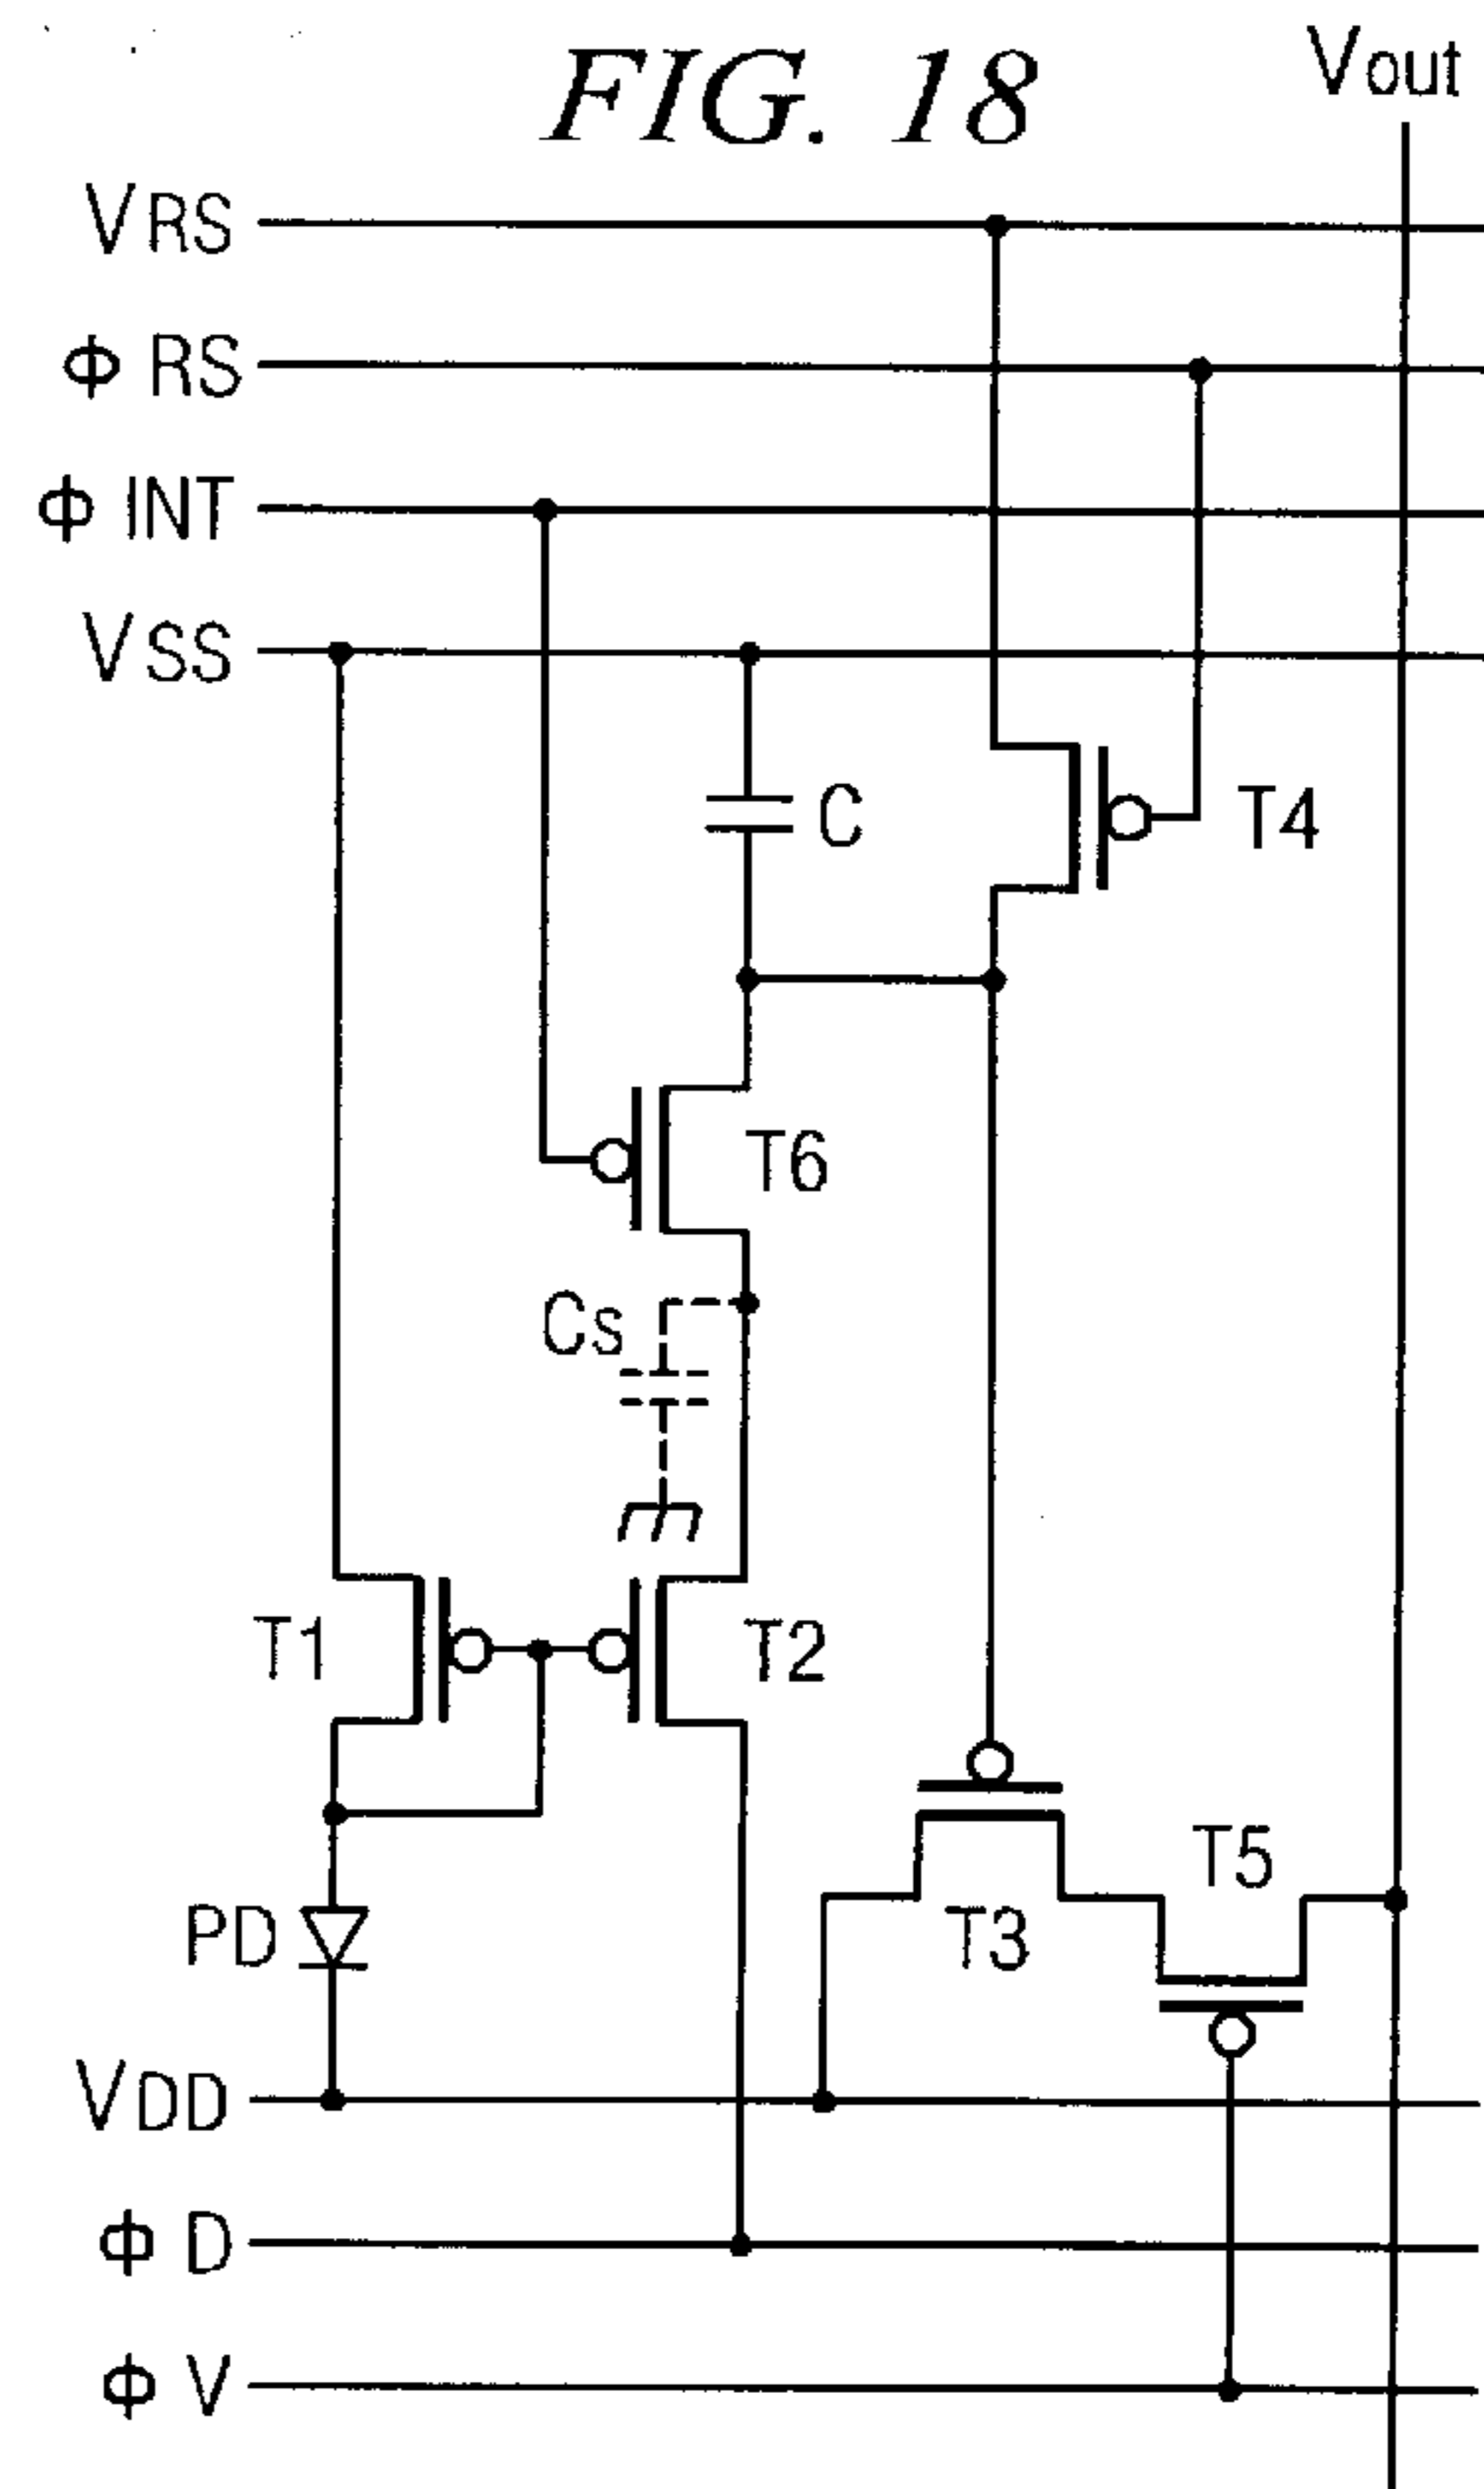 FIG. 18
Vout
VRS
Φ RS
Φ INT
VSS
C
T4
T6
Cs
T1
T2
T5
PD
T3
VDD
Φ D
Φ V